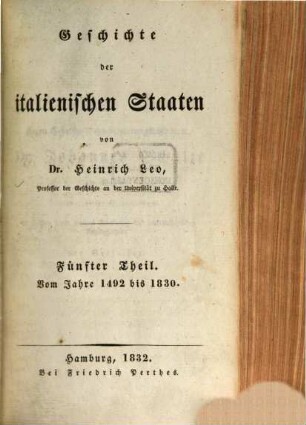 Geschichte
der
italienischen Staaten
von
Dr. Heinrich Leo,
Professor der Geschichte an der Universität zu Halle.
Fünfter Theil.
Vom Jahre 1492 bis 1830.
Hamburg, 1832.
Bei Friedrich Perthes.